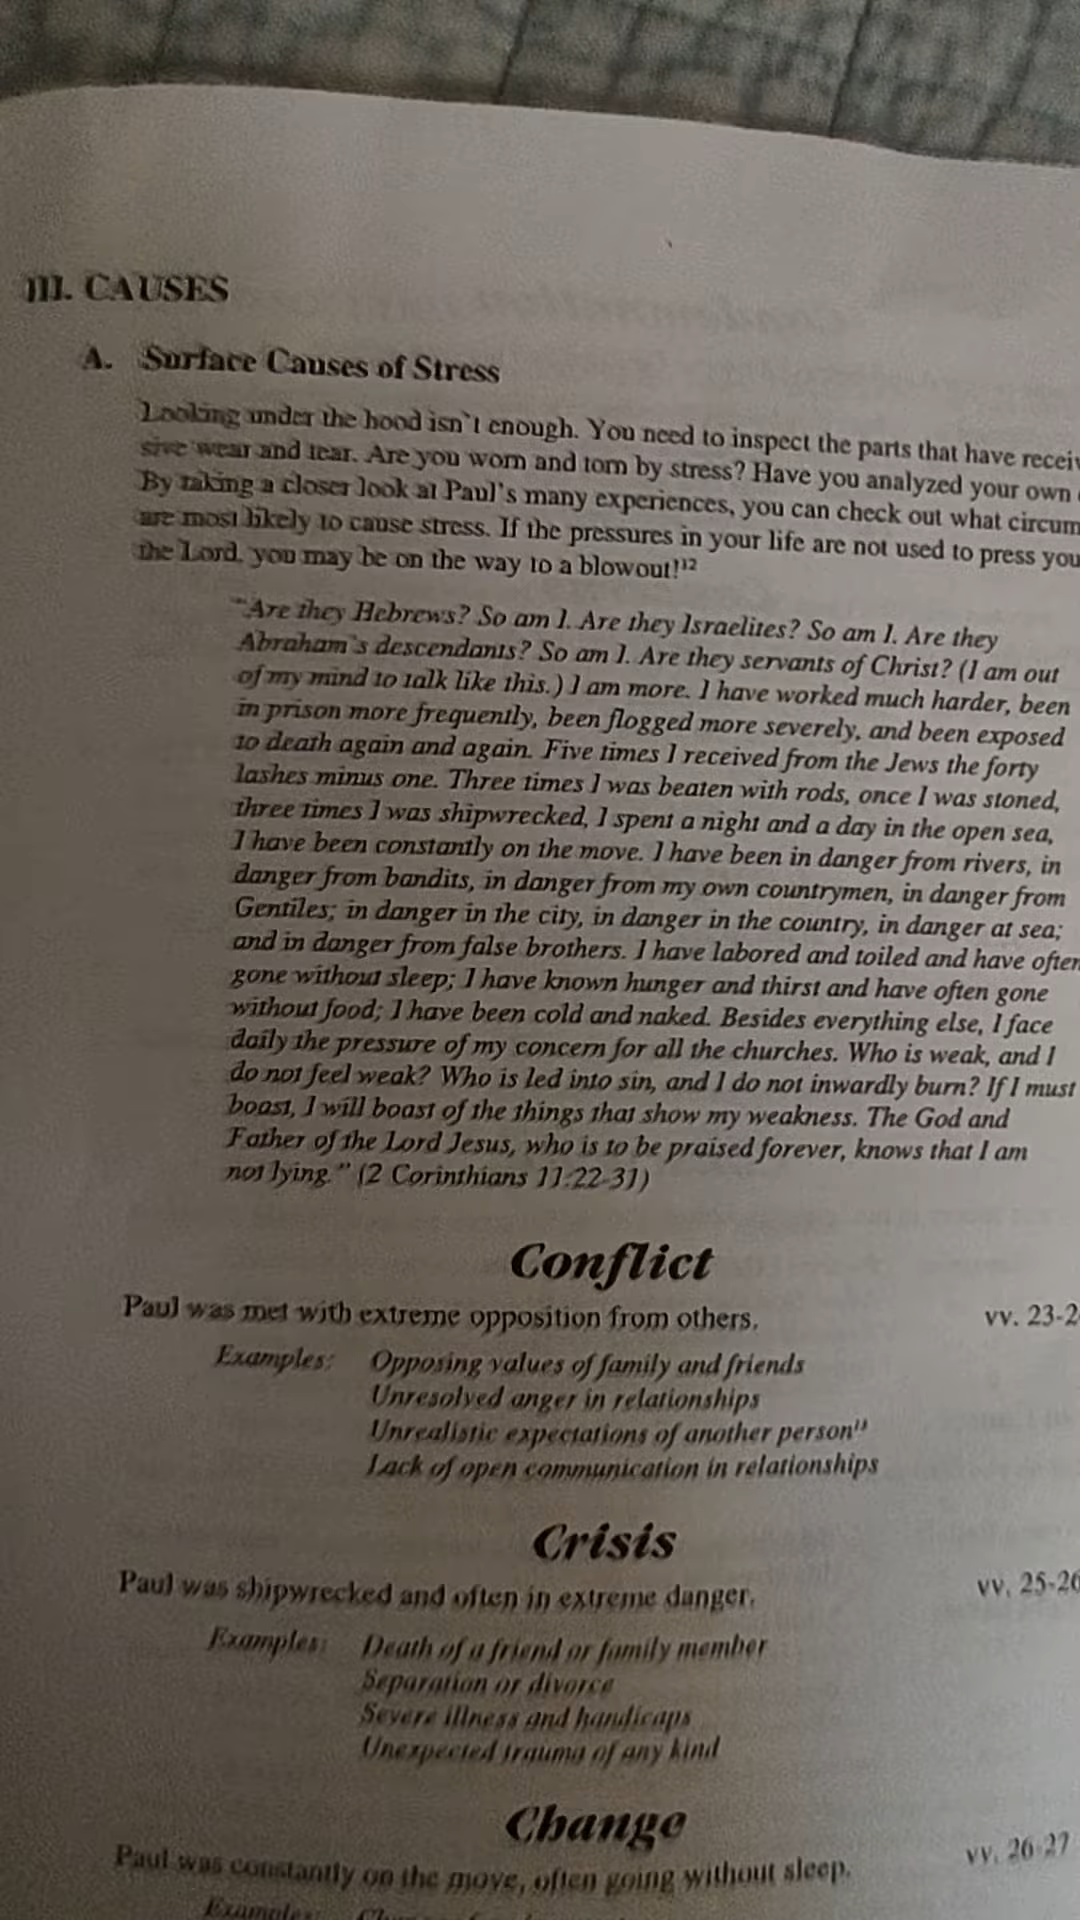 III. CAUSES
A. Surface Causes of Stress
Looking under the hood isn't enough. You need to inspect the parts that have receiv
sive wear and tear. Are you worn and torn by stress? Have you analyzed your own
By taking a closer look at Paul's many experiences, you can check out what circum
are most likely to cause stress. If the pressures in your life are not used to press you
the Lord, you may be on the way to a blowout!12
"Are they Hebrews? So am I. Are they Israelites? So am I. Are they
Abraham's descendants? So am I. Are they servants of Christ? (I am out
of my mind to talk like this.) I am more. I have worked much harder, been
in prison more frequently, been flogged more severely, and been exposed
to death again and again. Five times I received from the Jews the forty
lashes minus one. Three times I was beaten with rods, once I was stoned,
three times I was shipwrecked, I spent a night and a day in the open sea,
I have been constantly on the move. I have been in danger from rivers, in
danger from bandits, in danger from my own countrymen, in danger from
Gentiles; in danger in the city, in danger in the country, in danger at sea;
and in danger from false brothers. I have labored and toiled and have often
gone without sleep; I have known hunger and thirst and have often gone
without food; I have been cold and naked. Besides everything else, I face
daily the pressure of my concern for all the churches. Who is weak, and I
do not feel weak? Who is led into sin, and I do not inwardly burn? If I must
boast, I will boast of the things that show my weakness. The God and
Father of the Lord Jesus, who is to be praised forever, knows that I am
not lying." (2 Corinthians 11:22-31)
Conflict
Paul was met with extreme opposition from others. vv. 23-2
Examples: Opposing values of family and friends
Unresolved anger in relationships
Unrealistic expectations of another person13
Lack of open communication in relationships
Crisis
Paul was shipwrecked and often in extreme danger. vv. 25-26
Examples: Death of a friend or family member
Separation or divorce
Severe illness and handicaps
Unexpected trauma of any kind
Change
Paul was constantly on the move, often going without sleep. vv. 26-27
Examples: